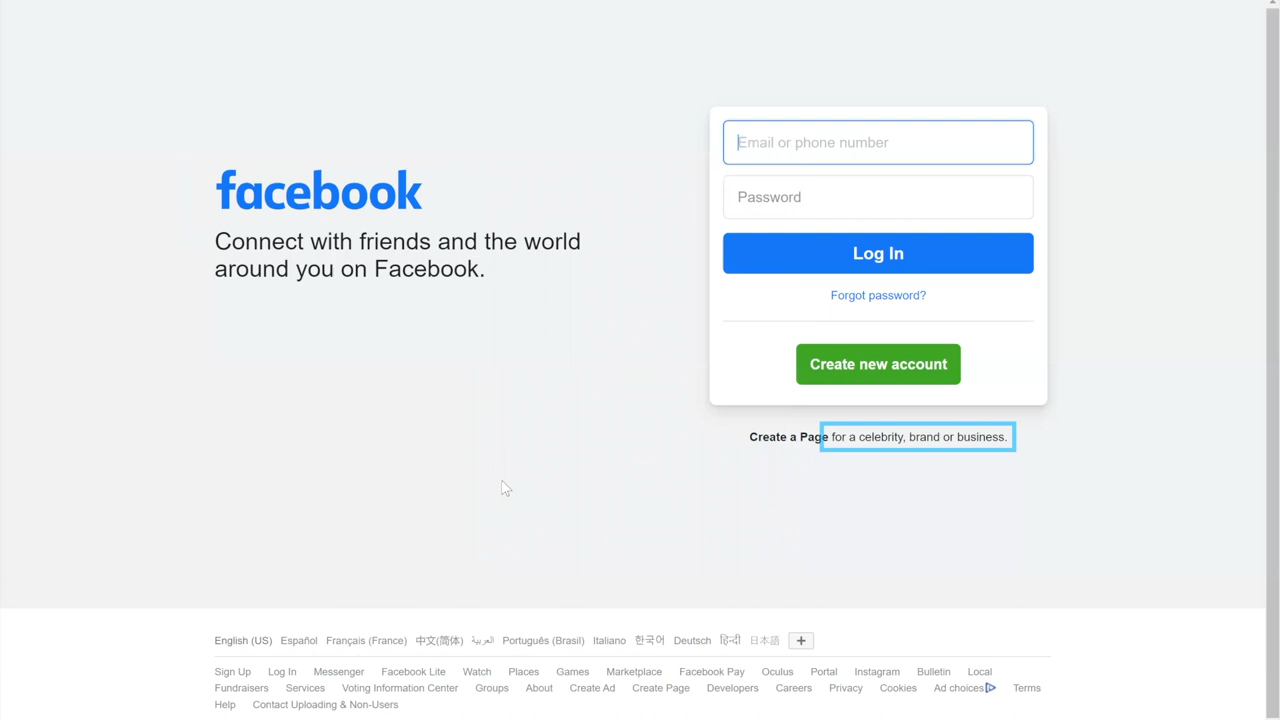 facebook
Connect with friends and the world
around you on Facebook.
Email or phone number
Password
Log In
Forgot password?
Create new account
Create a Page for a celebrity, brand or business.
English (US) Español Français (France) 中文(简体) العربية Português (Brasil) Italiano 한국어 Deutsch हिन्दी 日本語 +
Sign Up Log In Messenger Facebook Lite Watch Places Games Marketplace Facebook Pay Oculus Portal Instagram Bulletin Local
Fundraisers Services Voting Information Center Groups About Create Ad Create Page Developers Careers Privacy Cookies Ad choices Terms
Help Contact Uploading & Non-Users